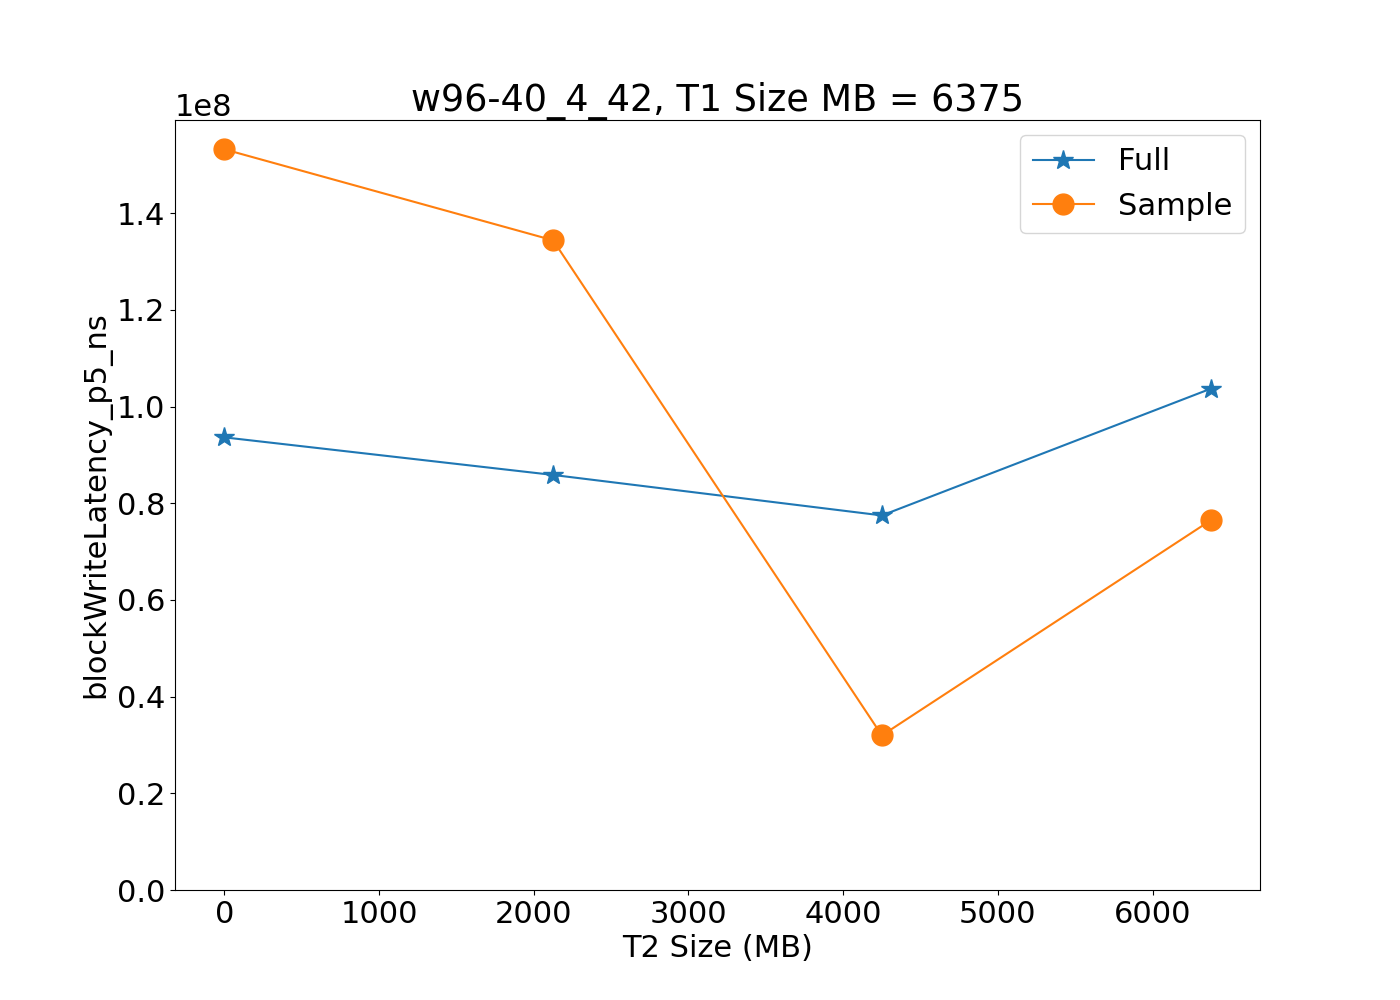 w96-40_4_42, T1 Size MB = 6375
1e8
Full
Sample
1.4
1.2
1.0
0.8
0.6
0.4
0.2
0.0
blockWriteLatency_p5_ns
0 1000 2000 3000 4000 5000 6000
T2 Size (MB)